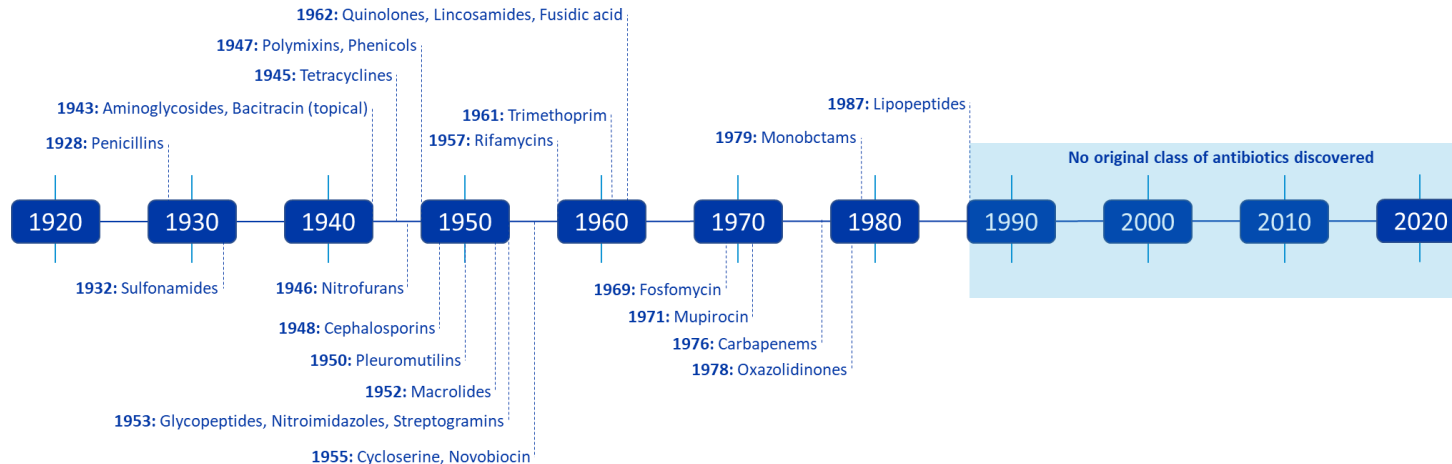 1962: Quinolones, Lincosamides, Fusidic acid
1947: Polymixins, Phenicols
1945: Tetracyclines
1943: Aminoglycosides, Bacitracin (topical)
1961: Trimethoprim
1987: Lipopeptides
1928: Penicillins
1957: Rifamycins
1979: Monobctams
No original class of antibiotics discovered
1920
1930
1940
1950
1960
1970
1980
1990
2000
2010
2020
1932: Sulfonamides
1946: Nitrofurans
1969: Fosfomycin
1971: Mupirocin
1948: Cephalosporins
1976: Carbapenems
1950: Pleuromutilins
1978: Oxazolidinones
1952: Macrolides
1953: Glycopeptides, Nitroimidazoles, Streptogramins
1955: Cycloserine, Novobiocin